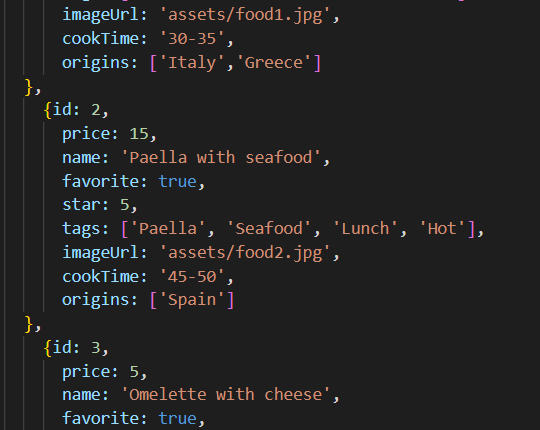 imageUrl: 'assets/food1.jpg',
cookTime: '30-35',
origins: ['Italy','Greece']
},
{id: 2,
price: 15,
name: 'Paella with seafood',
favorite: true,
star: 5,
tags: ['Paella', 'Seafood', 'Lunch', 'Hot'],
imageUrl: 'assets/food2.jpg',
cookTime: '45-50',
origins: ['Spain']
},
{id: 3,
price: 5,
name: 'Omelette with cheese',
favorite: true,